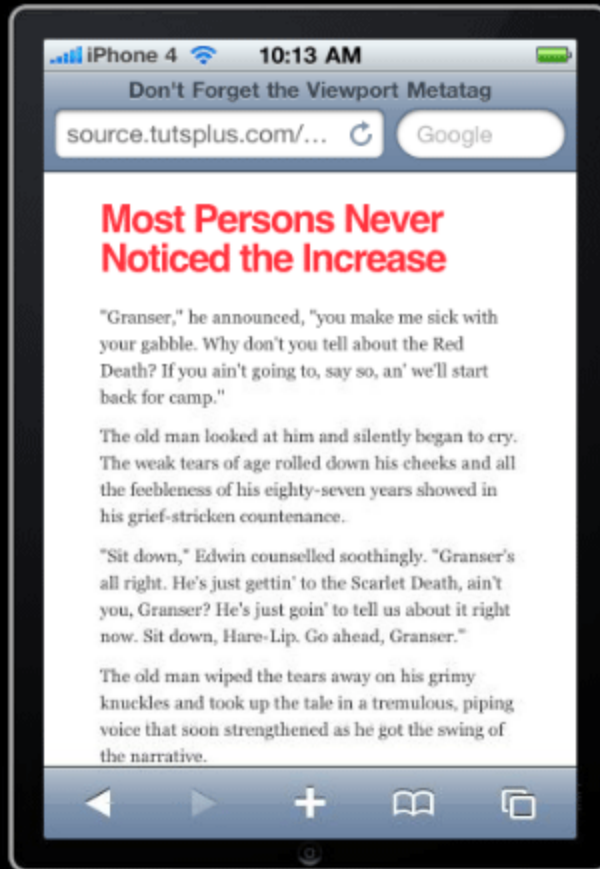 iPhone 4 10:13 AM
Don't Forget the Viewport Metatag
source.tutsplus.com/... Google
Most Persons Never
Noticed the Increase
"Granser," he announced, "you make me sick with
your gabble. Why don't you tell about the Red
Death? If you ain't going to, say so, an' we'll start
back for camp."
The old man looked at him and silently began to cry.
The weak tears of age rolled down his cheeks and all
the feebleness of his eighty-seven years showed in
his grief-stricken countenance.
"Sit down," Edwin counselled soothingly. "Granser's
all right. He's just gettin' to the Scarlet Death, ain't
you, Granser? He's just goin' to tell us about it right
now. Sit down, Hare-Lip. Go ahead, Granser."
The old man wiped the tears away on his grimy
knuckles and took up the tale in a tremulous, piping
voice that soon strengthened as he got the swing of
the narrative.